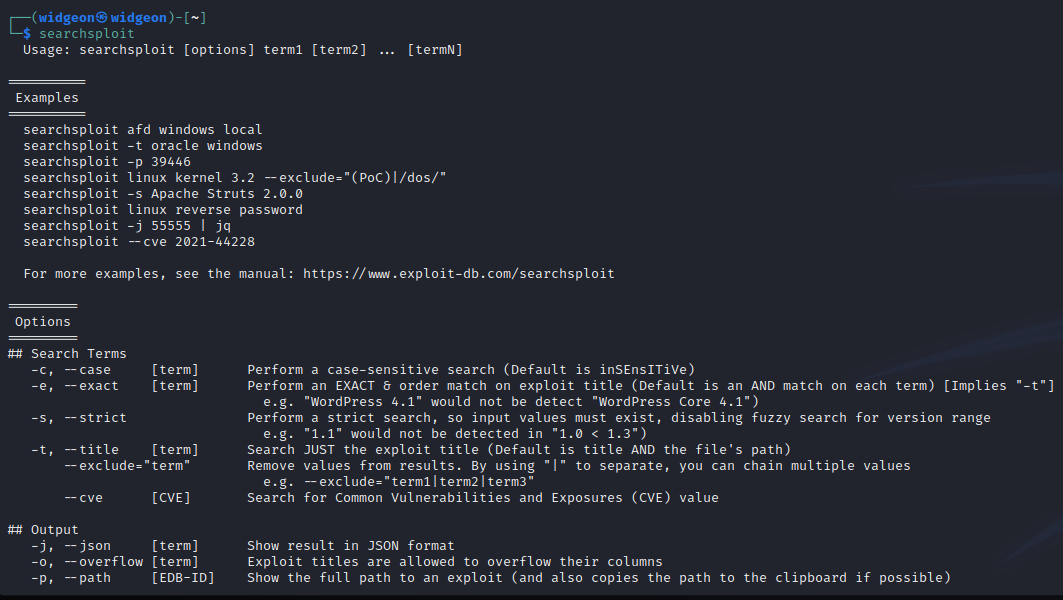 ┌──(widgeon㉿widgeon)-[~]
└─$ searchsploit
  Usage: searchsploit [options] term1 [term2] ... [termN]

==========
 Examples
==========
  searchsploit afd windows local
  searchsploit -t oracle windows
  searchsploit -p 39446
  searchsploit linux kernel 3.2 --exclude="(PoC)|/dos/"
  searchsploit -s Apache Struts 2.0.0
  searchsploit linux reverse password
  searchsploit -j 55555 | jq
  searchsploit --cve 2021-44228

  For more examples, see the manual: https://www.exploit-db.com/searchsploit

=========
 Options
=========
## Search Terms
   -c, --case     [term]      Perform a case-sensitive search (Default is inSEnsITiVe)
   -e, --exact    [term]      Perform an EXACT & order match on exploit title (Default is an AND match on each term) [Implies "-t"]
                                e.g. "WordPress 4.1" would not be detect "WordPress Core 4.1")
   -s, --strict               Perform a strict search, so input values must exist, disabling fuzzy search for version range
                                e.g. "1.1" would not be detected in "1.0 < 1.3")
   -t, --title    [term]      Search JUST the exploit title (Default is title AND the file's path)
       --exclude="term"       Remove values from results. By using "|" to separate, you can chain multiple values
                                e.g. --exclude="term1|term2|term3"
       --cve      [CVE]       Search for Common Vulnerabilities and Exposures (CVE) value

## Output
   -j, --json     [term]      Show result in JSON format
   -o, --overflow [term]      Exploit titles are allowed to overflow their columns
   -p, --path     [EDB-ID]    Show the full path to an exploit (and also copies the path to the clipboard if possible)